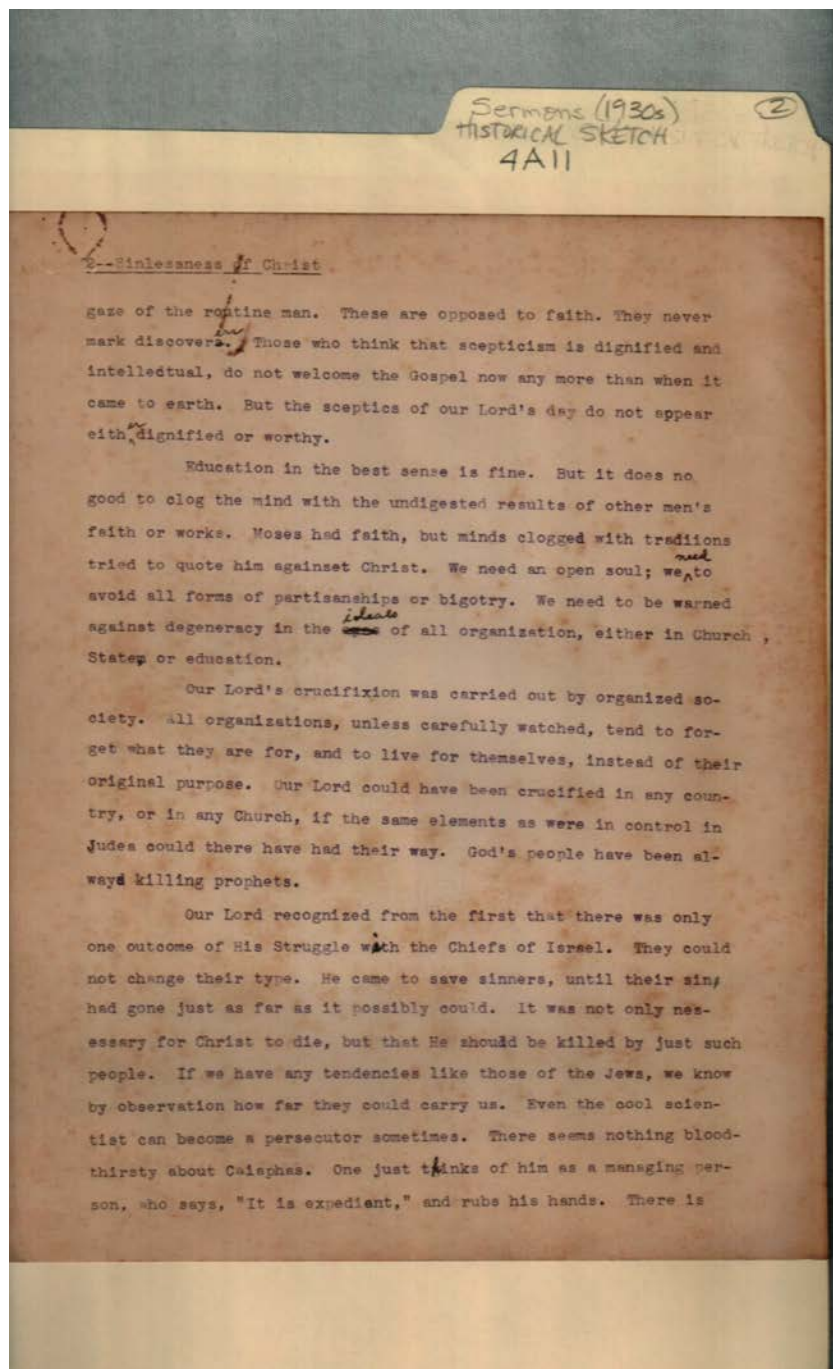 Sermons (1930s) 2
HISTORICAL SKETCH
4A11
2--Sinlessness of Christ
gaze of the routine man. These are opposed to faith. They never
mark discoverers. Those who think that scepticism is dignified and
intelledtual, do not welcome the Gospel now any more than when it
came to earth. But the sceptics of our Lord's day do not appear
either dignified or worthy.
Education in the best sense is fine. But it does no
good to clog the mind with the undigested results of other men's
faith or works. Moses had faith, but minds clogged with tradiions
tried to quote him againset Christ. We need an open soul; we need to
avoid all forms of partisanships or bigotry. We need to be warned
against degeneracy in the ideals of all organization, either in Church ,
State, or education.
Our Lord's crucifixion was carried out by organized so-
ciety. All organizations, unless carefully watched, tend to for-
get what they are for, and to live for themselves, instead of their
original purpose. Our Lord could have been crucified in any coun-
try, or in any Church, if the same elements as were in control in
Judea could there have had their way. God's people have been al-
ways killing prophets.
Our Lord recognized from the first that there was only
one outcome of His Struggle with the Chiefs of Israel. They could
not change their type. He came to save sinners, until their sin,
had gone just as far as it possibly could. It was not only nes-
essary for Christ to die, but that He should be killed by just such
people. If we have any tendencies like those of the Jews, we know
by observation how far they could carry us. Even the cool scien-
tist can become a persecutor sometimes. There seems nothing blood-
thirsty about Caiaphas. One just thinks of him as a managing per-
son, who says, "It is expedient," and rubs his hands. There is